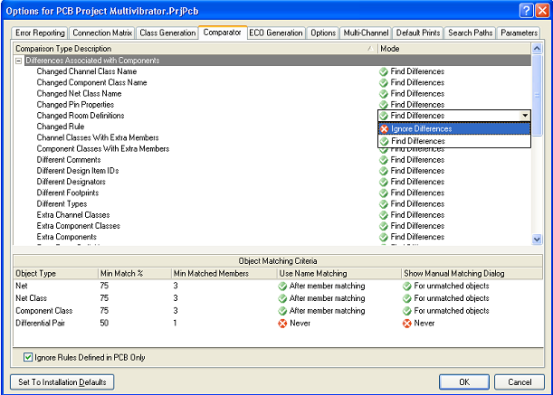 Options for PCB Project Multivibrator.PrjPcb
Error Reporting Connection Matrix Class Generation Comparator ECO Generation Options Multi-Channel Default Prints Search Paths Parameters
Comparison Type Description Mode
Differences Associated with Components
Changed Channel Class Name Find Differences
Changed Component Class Name Find Differences
Changed Net Class Name Find Differences
Changed Pin Properties Find Differences
Changed Room Definitions Find Differences
Changed Rule Ignore Differences
Channel Classes With Extra Members Find Differences
Component Classes With Extra Members Find Differences
Different Comments Find Differences
Different Design Item IDs Find Differences
Different Designators Find Differences
Different Footprints Find Differences
Different Types Find Differences
Extra Channel Classes Find Differences
Extra Component Classes Find Differences
Extra Components Find Differences
Object Matching Criteria
Object Type Min Match % Min Matched Members Use Name Matching Show Manual Matching Dialog
Net 75 3 After member matching For unmatched objects
Net Class 75 3 After member matching For unmatched objects
Component Class 75 3 After member matching For unmatched objects
Differential Pair 50 1 Never Never
Ignore Rules Defined in PCB Only
Set To Installation Defaults OK Cancel